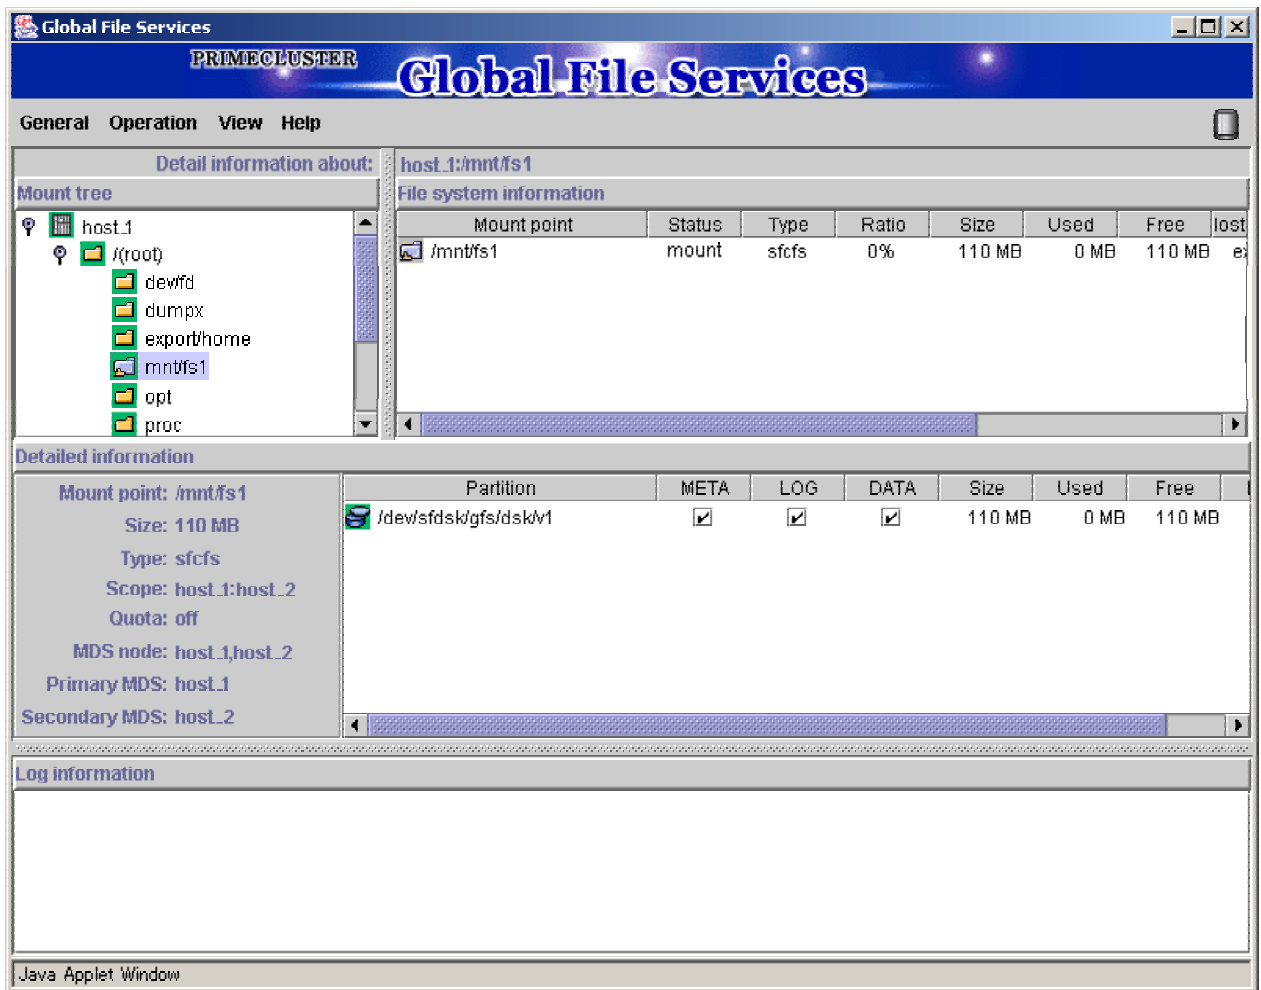 Global File Services
PRIMECLUSTER
Global File Services
General Operation View Help
Detail information about: host_1:/mnt/fs1
Mount tree
host_1
/(root)
dev/fd
dumpx
export/home
mnt/fs1
opt
proc
File system information
Mount point Status Type Ratio Size Used Free
/mnt/fs1 mount sfcfs 0% 110 MB 0 MB 110 MB
Detailed information
Mount point: /mnt/fs1
Size: 110 MB
Type: sfcfs
Scope: host_1:host_2
Quota: off
MDS node: host_1,host_2
Primary MDS: host_1
Secondary MDS: host_2
Partition META LOG DATA Size Used Free
/dev/sfdsk/gfs/dsk/v1 110 MB 0 MB 110 MB
Log information
Java Applet Window